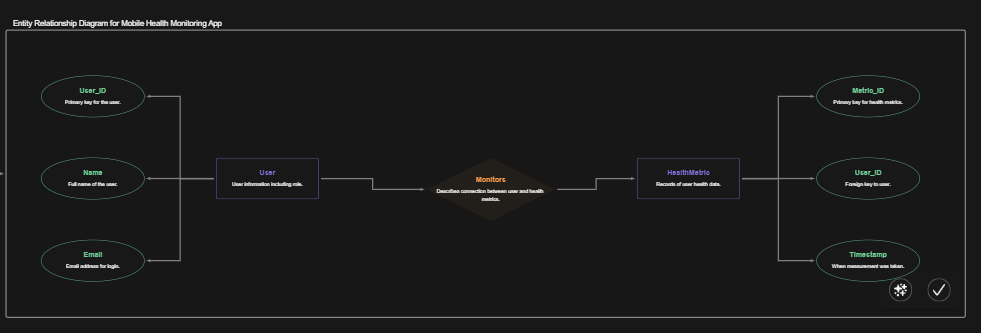 Entity Relationship Diagram for Mobile Health Monitoring App
User_ID
Primary key for the user.
Name
Full name of the user.
Email
Email address for login.
User
User information including role.
Monitors
Describes connection between user and health
metrics.
HealthMetric
Records of user health data.
Metric_ID
Primary key for health metrics.
User_ID
Foreign key to user.
Timestamp
When measurement was taken.